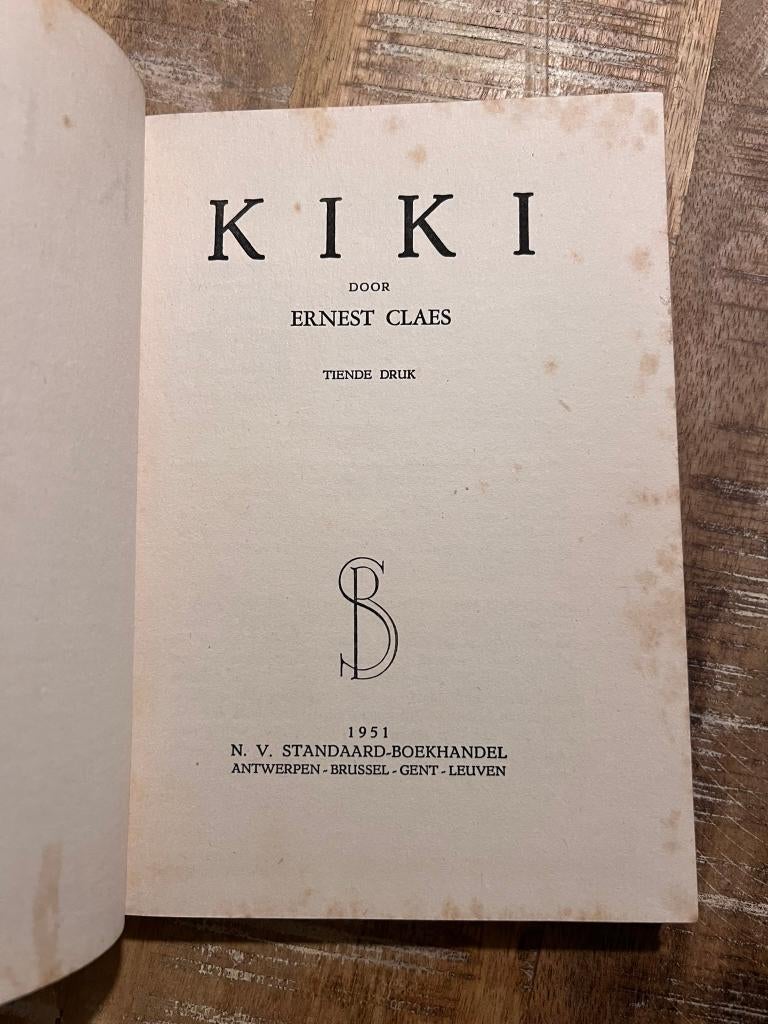 KIKI
DOOR
ERNEST CLAES
TIENDE DRUK
SB
1951
N. V. STANDAARD-BOEKHANDEL
ANTWERPEN - BRUSSEL - GENT - LEUVEN